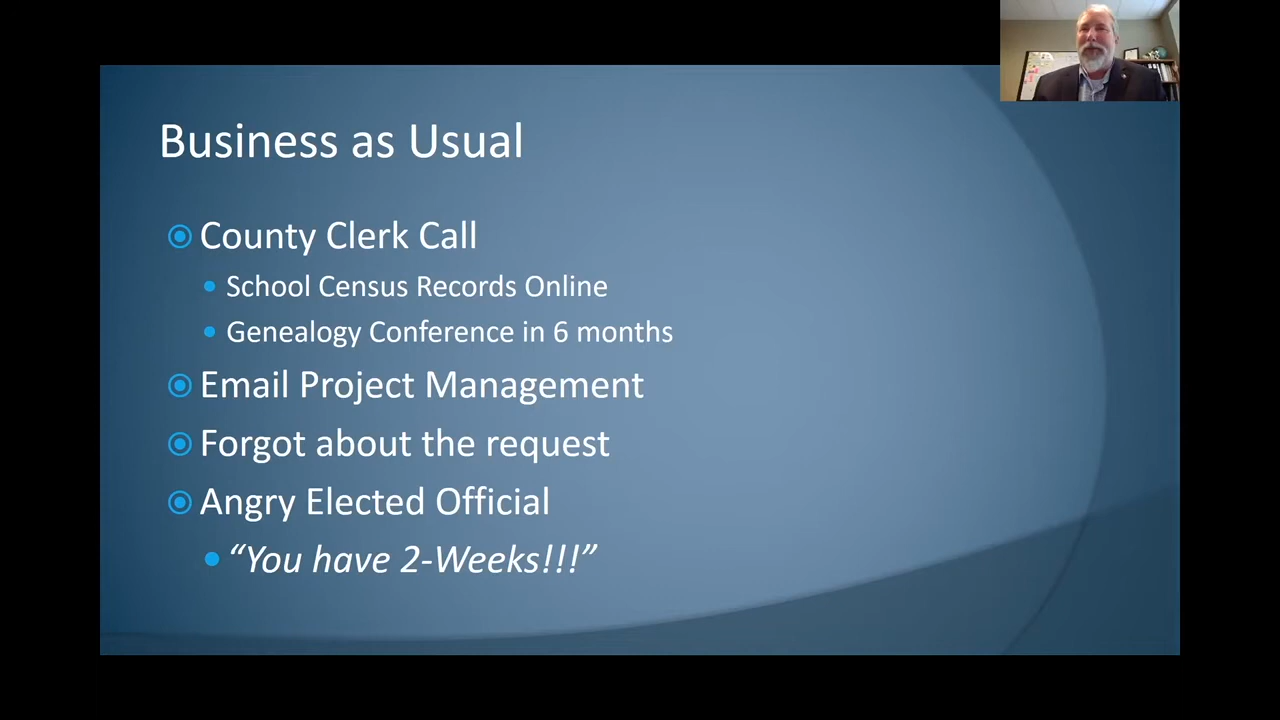 Business as Usual
County Clerk Call
School Census Records Online
Genealogy Conference in 6 months
Email Project Management
Forgot about the request
Angry Elected Official
“You have 2-Weeks!!!”